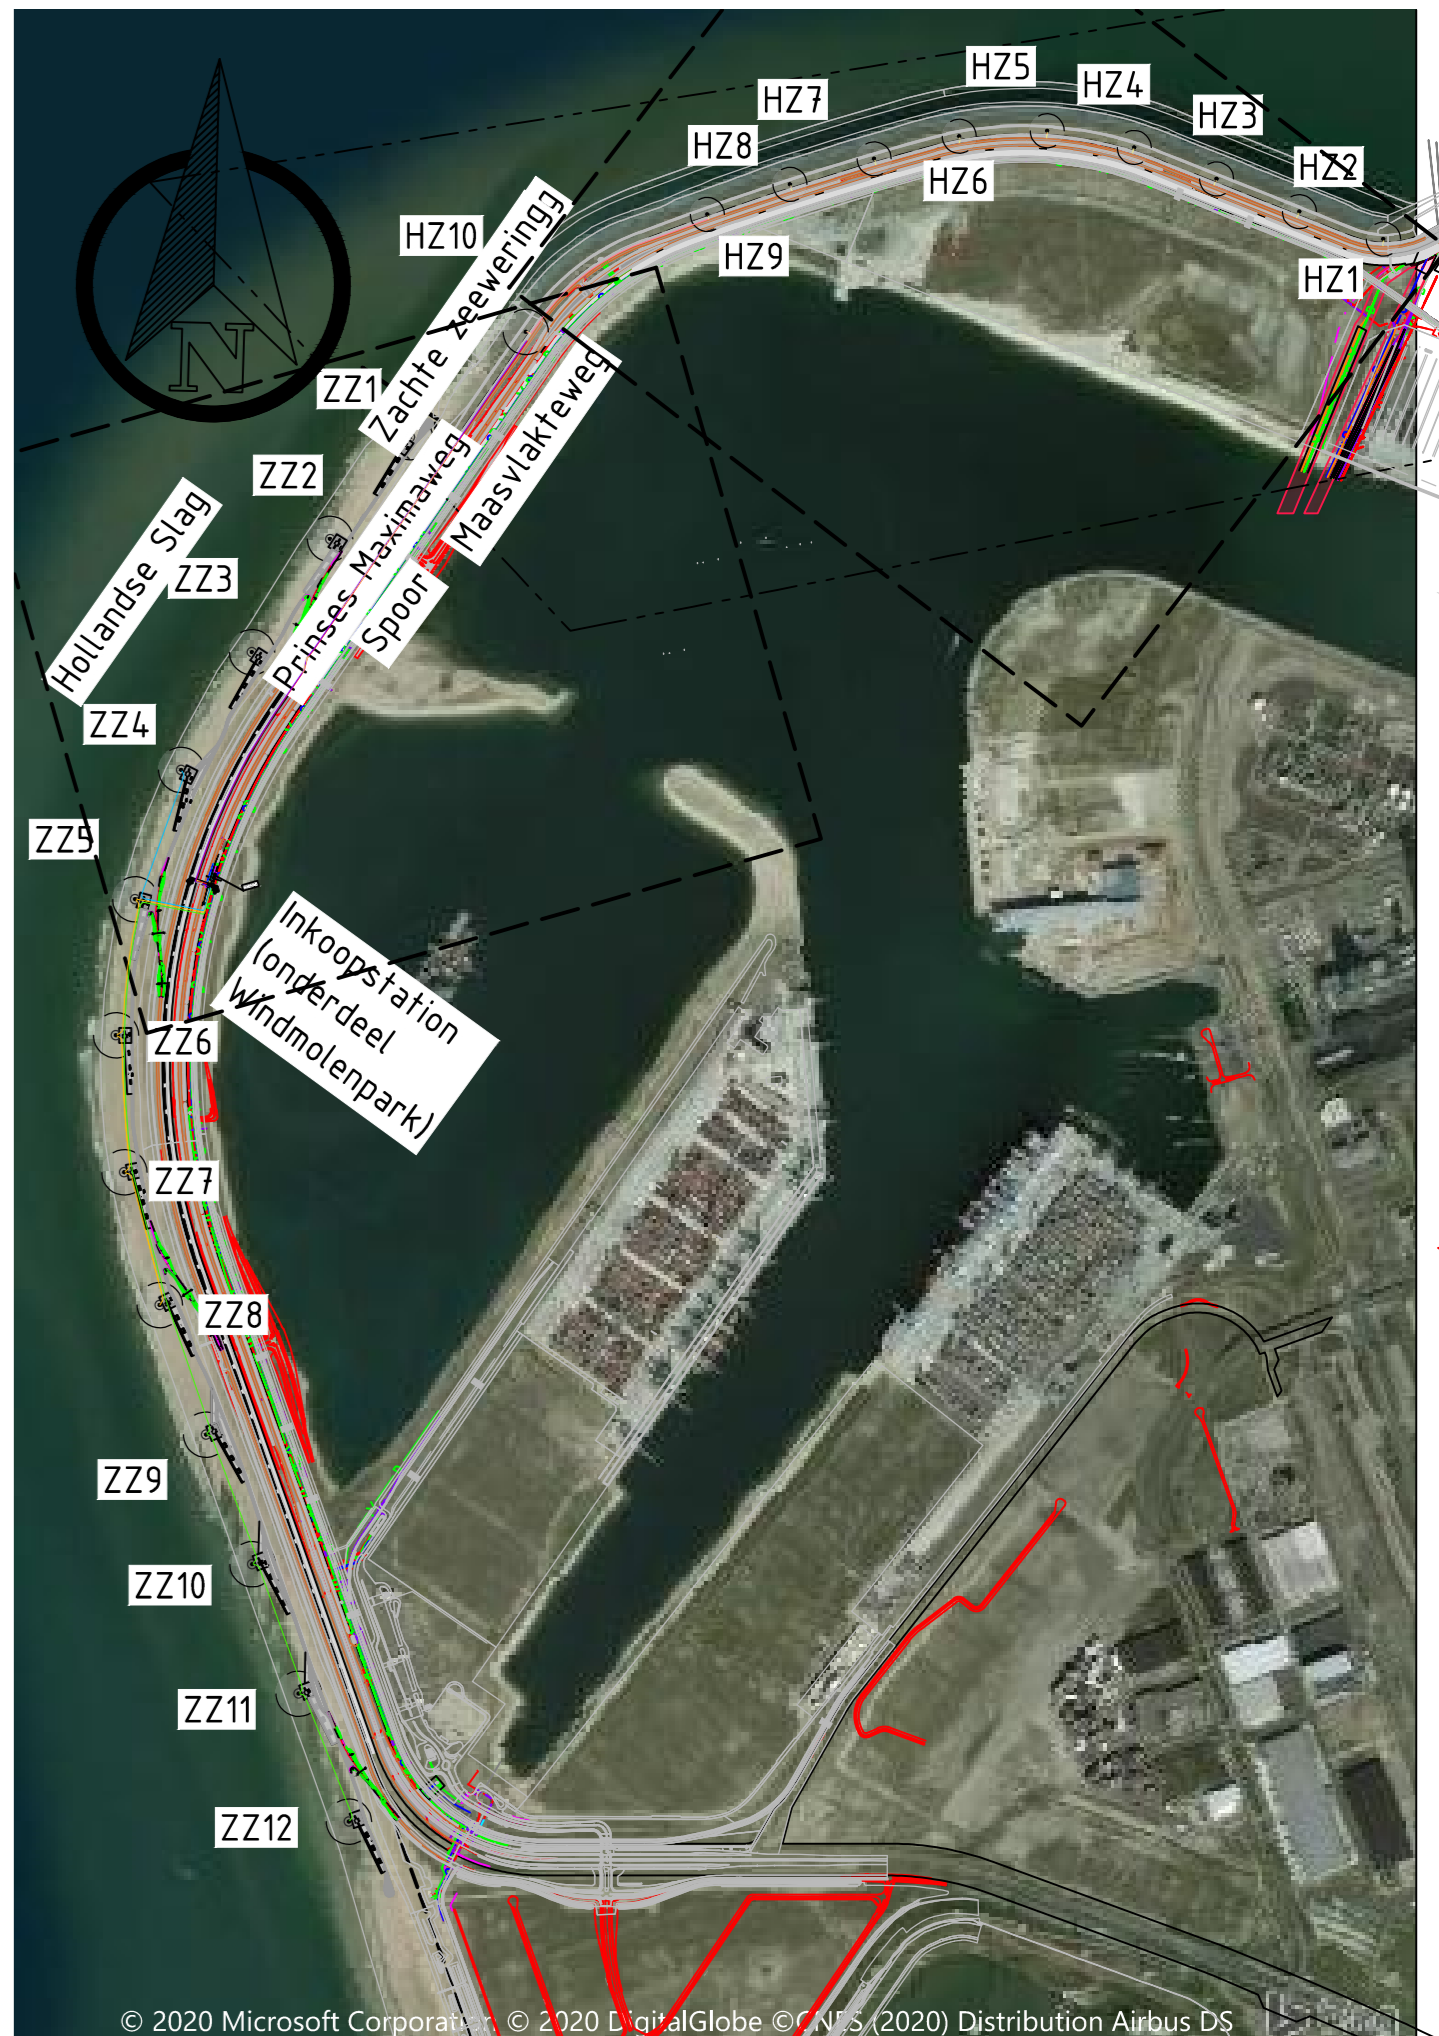 HZ5
HZ4
HZ7
HZ3
HZ8
HZ2
HZ6
HZ10
HZ9
HZ1
Zachte zeeweringg
ZZ1
Maasvlakteweg
Prinses Maximaweg
Spoor
ZZ2
Hollandse Slag
ZZ3
ZZ4
ZZ5
Inkoopstation
(onderdeel
Windmolenpark)
ZZ6
ZZ7
ZZ8
ZZ9
ZZ10
ZZ11
ZZ12
N
© 2020 Microsoft Corporation © 2020 DigitalGlobe ©CNES (2020) Distribution Airbus DS